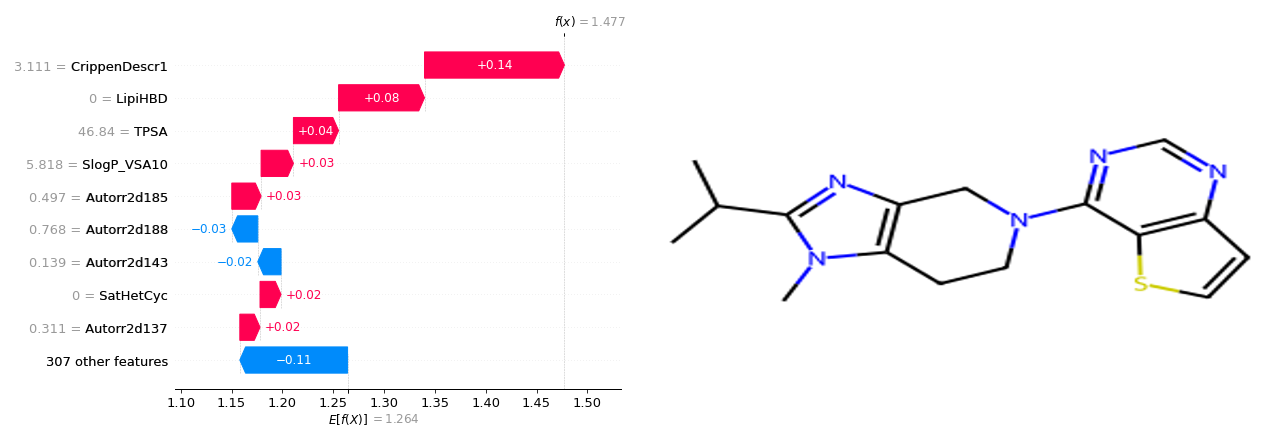 f(x) = 1.477
3.111 = CrippenDescr1
+0.14
0 = LipiHBD
+0.08
46.84 = TPSA
+0.04
5.818 = SlogP_VSA10
+0.03
0.497 = Autorr2d185
+0.03
0.768 = Autorr2d188
−0.03
0.139 = Autorr2d143
−0.02
0 = SatHetCyc
+0.02
0.311 = Autorr2d137
+0.02
307 other features
−0.11
1.10 1.15 1.20 1.25 1.30 1.35 1.40 1.45 1.50
E[f(X)] = 1.264
N
N
N
N
N
S